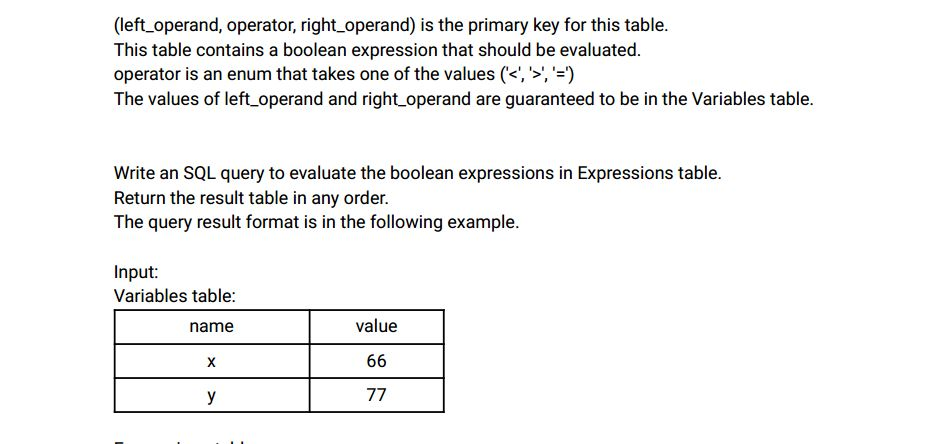 (left_operand, operator, right_operand) is the primary key for this table.
This table contains a boolean expression that should be evaluated.
operator is an enum that takes one of the values ('<', '>', '=')
The values of left_operand and right_operand are guaranteed to be in the Variables table.
Write an SQL query to evaluate the boolean expressions in Expressions table.
Return the result table in any order.
The query result format is in the following example.
Input:
Variables table:
name value
x 66
y 77